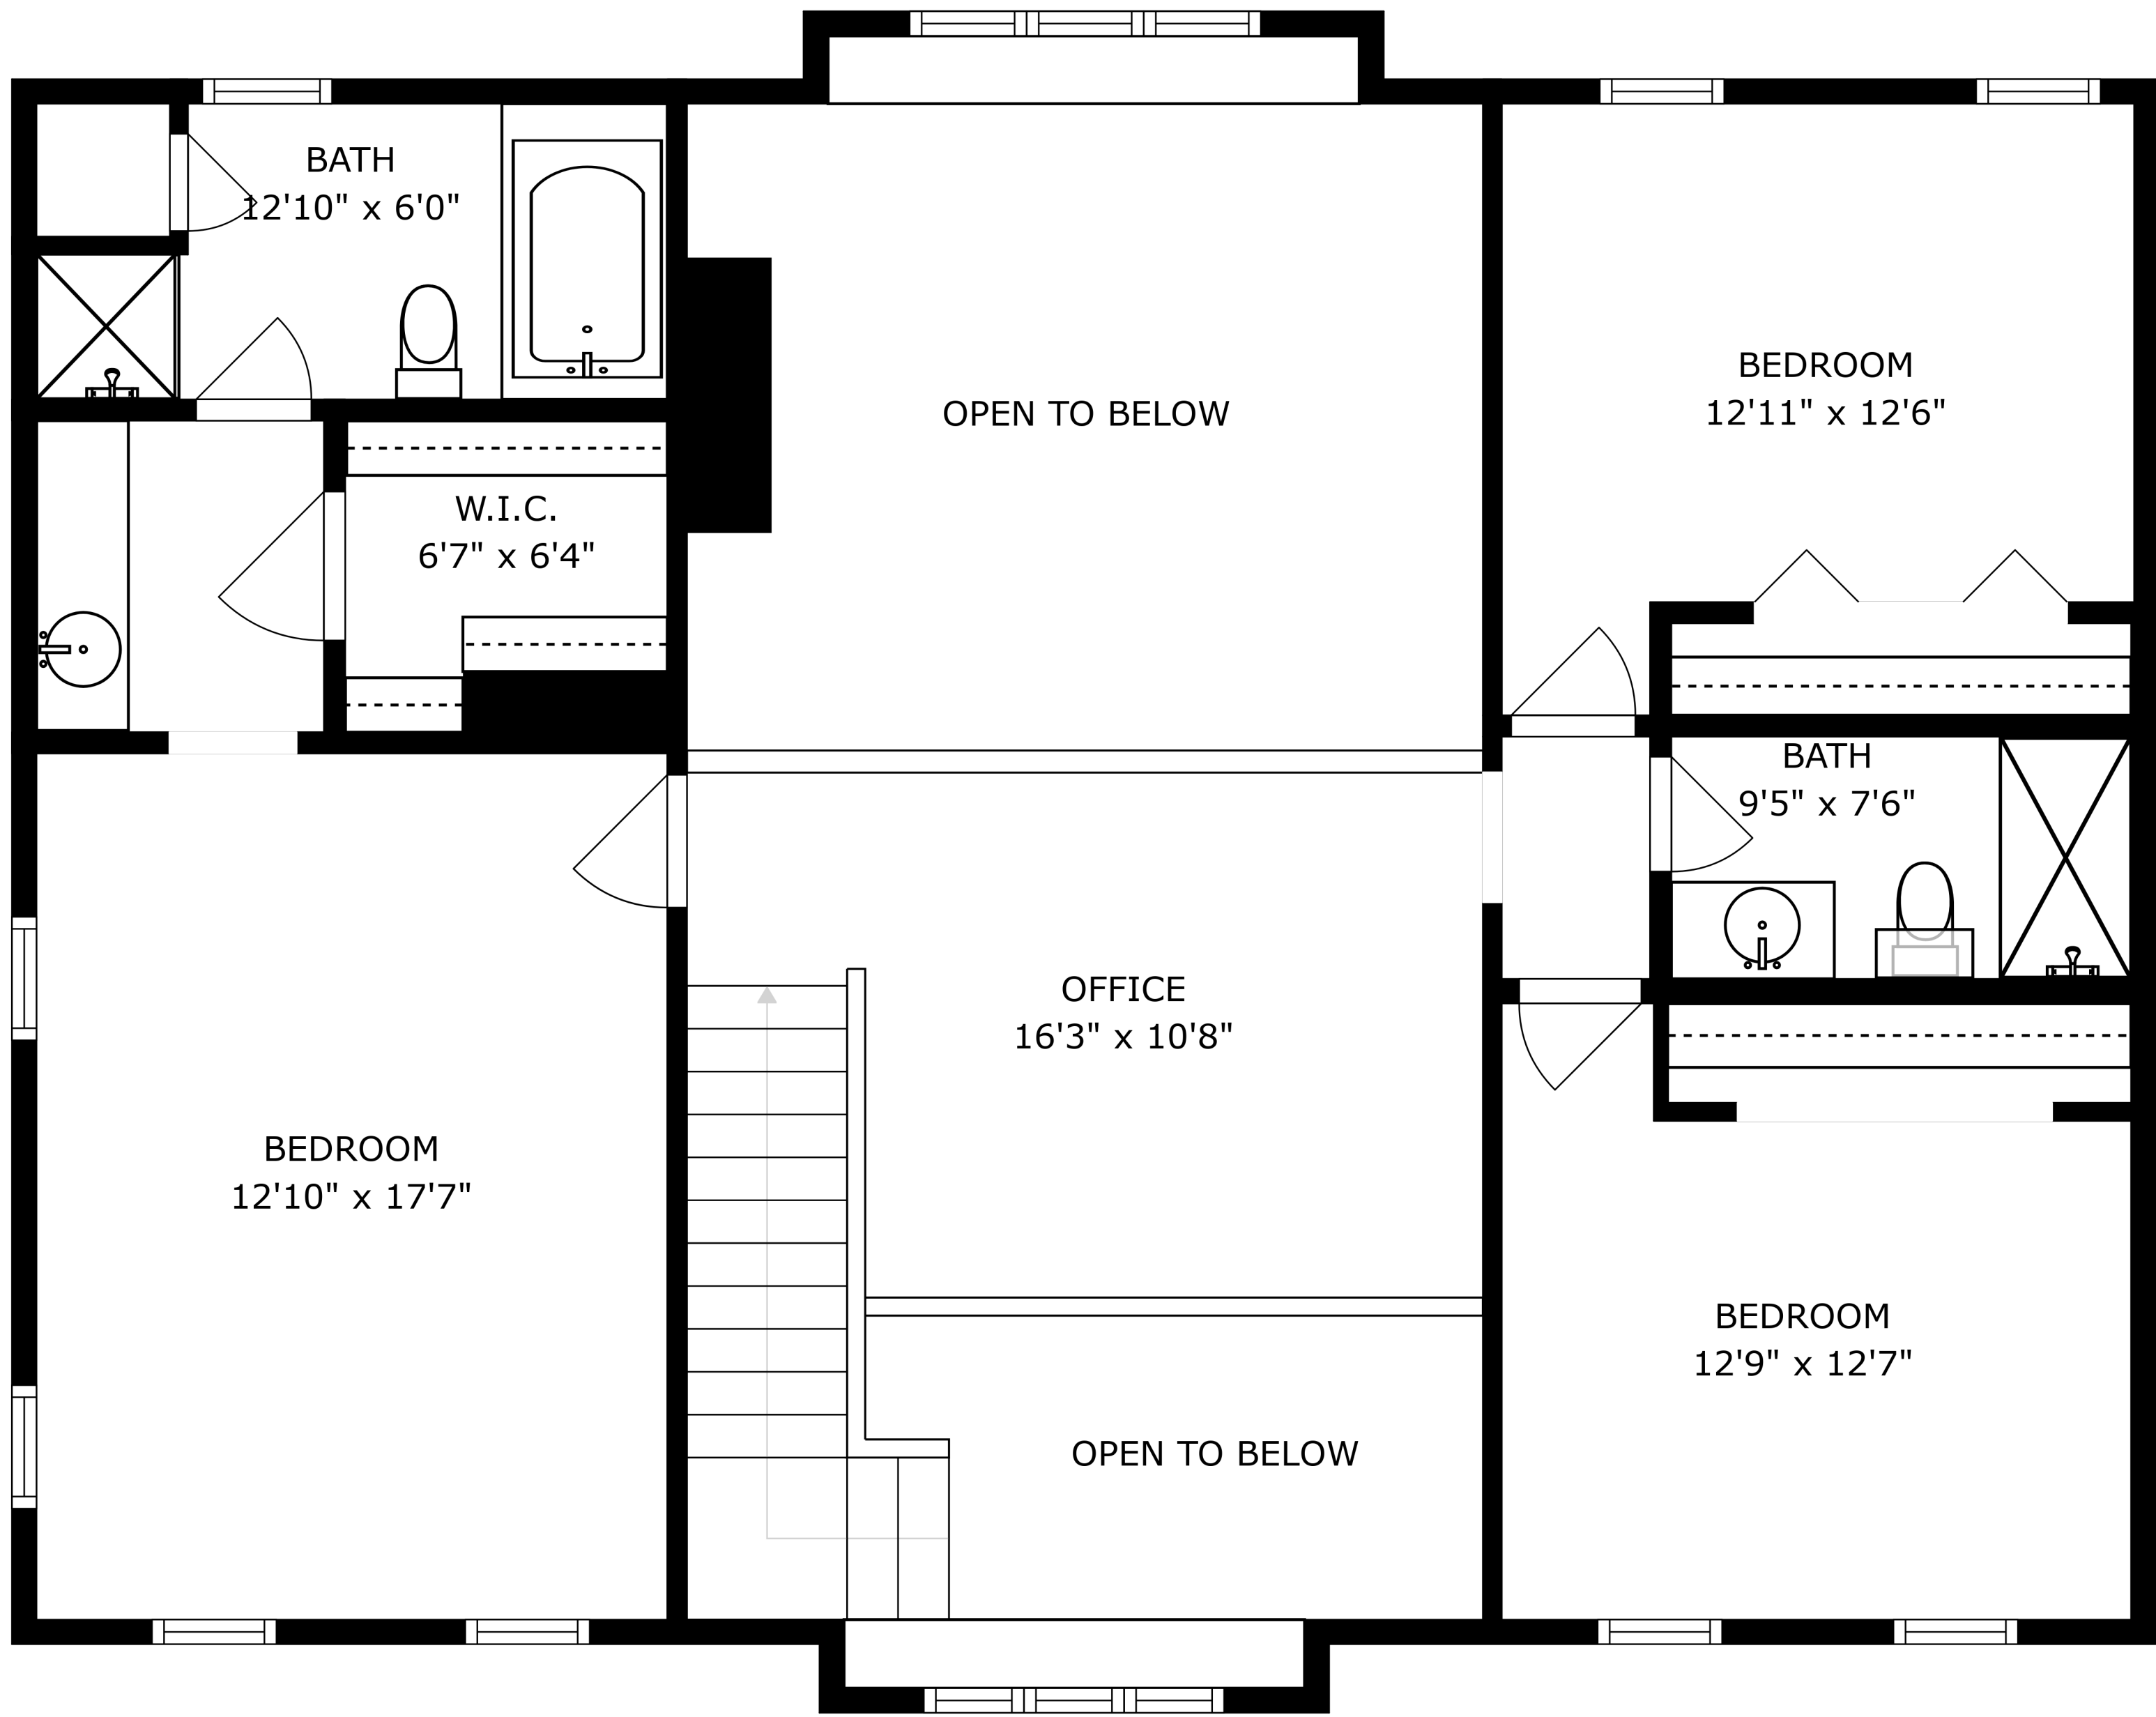 BATH
12'10" x 6'0"
W.I.C.
6'7" x 6'4"
OPEN TO BELOW
BEDROOM
12'11" x 12'6"
BATH
9'5" x 7'6"
OFFICE
16'3" x 10'8"
BEDROOM
12'10" x 17'7"
BEDROOM
12'9" x 12'7"
OPEN TO BELOW